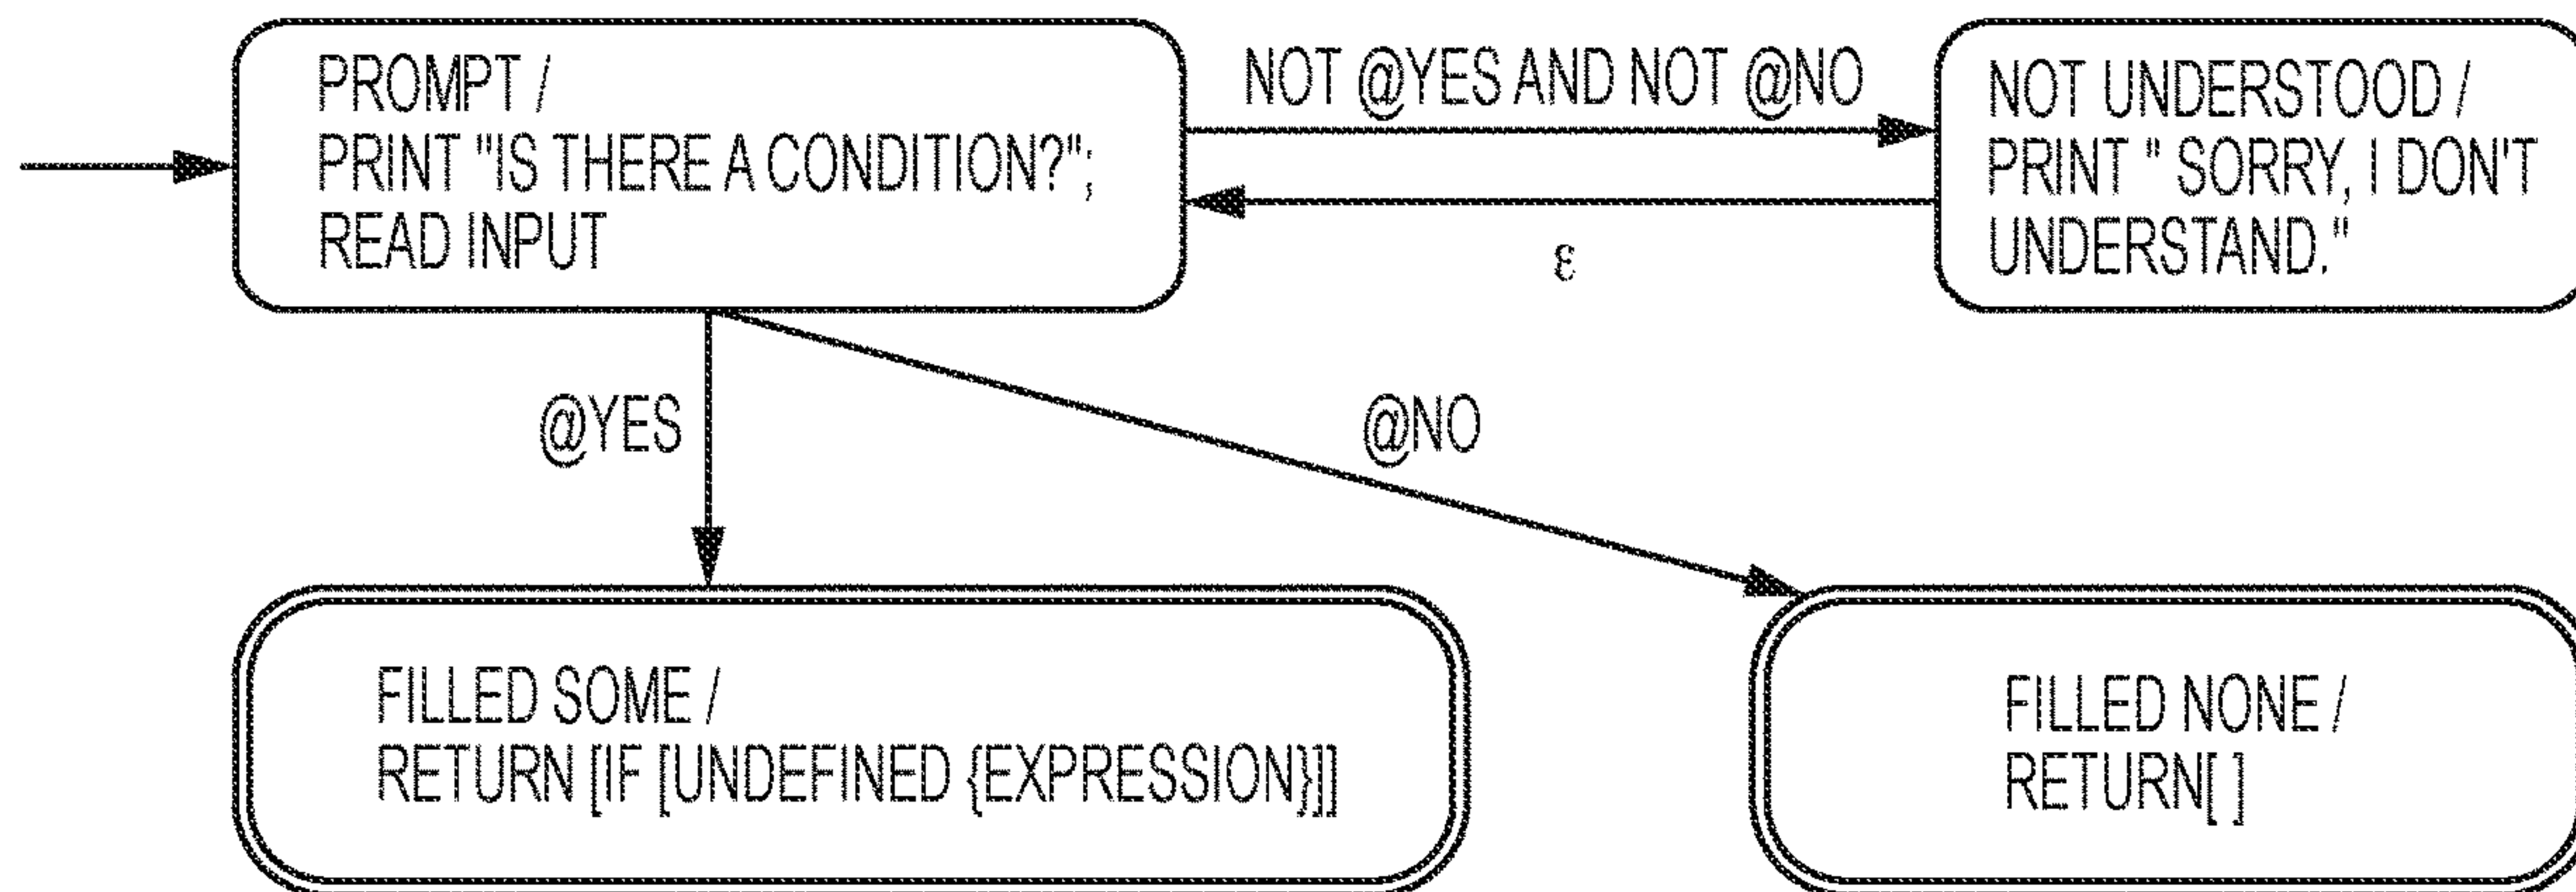 PROMPT /
PRINT "IS THERE A CONDITION?";
READ INPUT
NOT @YES AND NOT @NO
ε
NOT UNDERSTOOD /
PRINT " SORRY, I DON'T
UNDERSTAND."
@YES
@NO
FILLED SOME /
RETURN [IF [UNDEFINED {EXPRESSION}]]
FILLED NONE /
RETURN[ ]